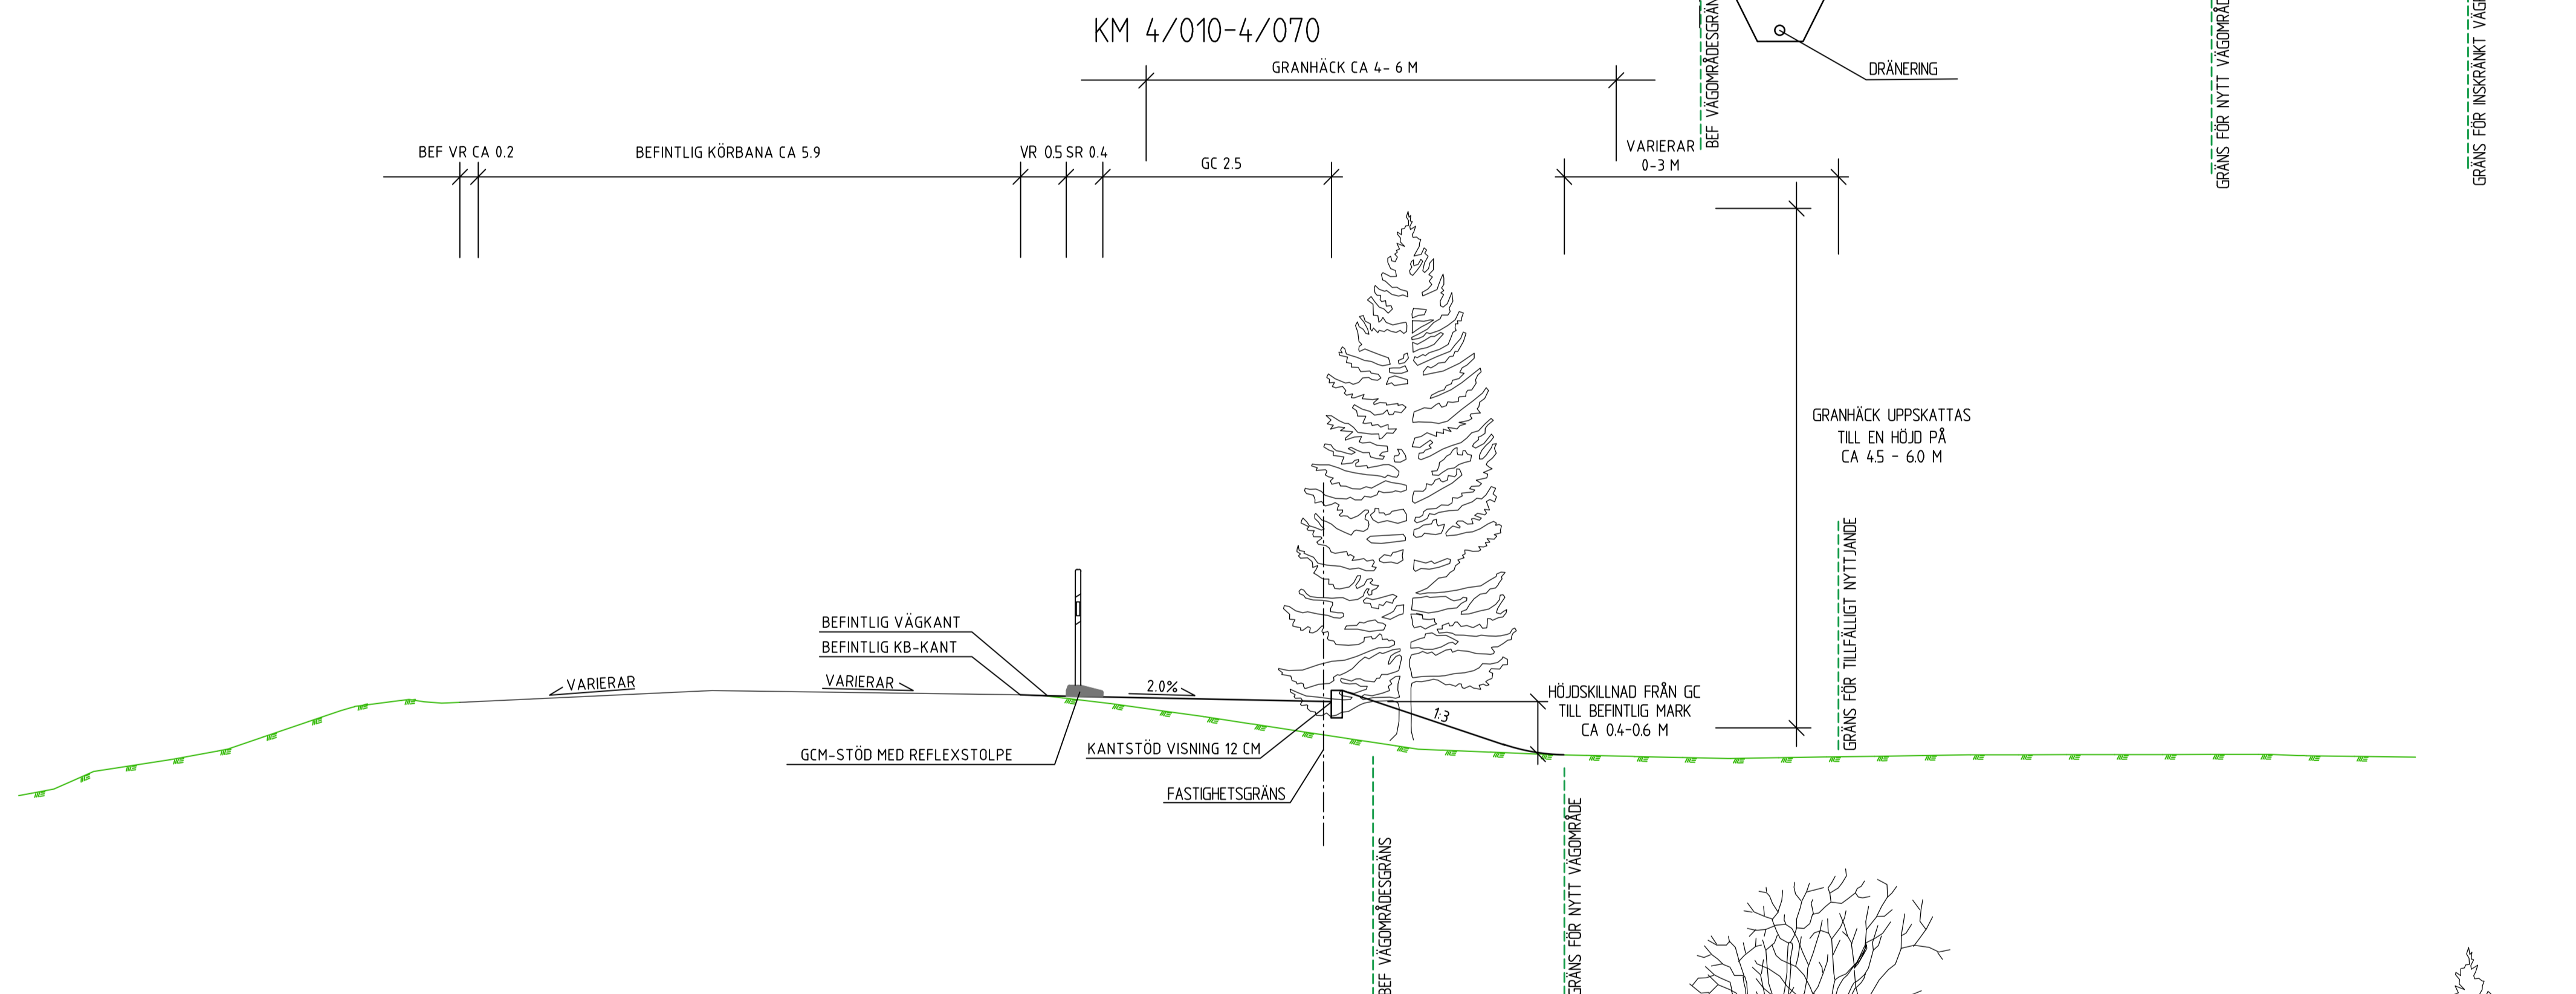 KM 4/010-4/070
GRANHÄCK CA 4- 6 M
BEF VÄGOMRÅDESGRÄN
DRÄNERING
GRÄNS FÖR NYTT VÄGOMRÅD
GRÄNS FÖR INSKRÄNKT VÄG
BEF VR CA 0.2
BEFINTLIG KÖRBANA CA 5.9
VR 0.5
SR 0.4
GC 2.5
VARIERAR
0-3 M
GRANHÄCK UPPSKATTAS
TILL EN HÖJD PÅ
CA 4.5 - 6.0 M
GRÄNS FÖR TILLFÄLLIGT NYTTJANDE
BEFINTLIG VÄGKANT
BEFINTLIG KB-KANT
VARIERAR
VARIERAR
2.0%
1:3
HÖJDSKILLNAD FRÅN GC
TILL BEFINTLIG MARK
CA 0.4-0.6 M
GCM-STÖD MED REFLEXSTOLPE
KANTSTÖD VISNING 12 CM
FASTIGHETSGRÄNS
BEF VÄGOMRÅDESGRÄNS
GRÄNS FÖR NYTT VÄGOMRÅDE